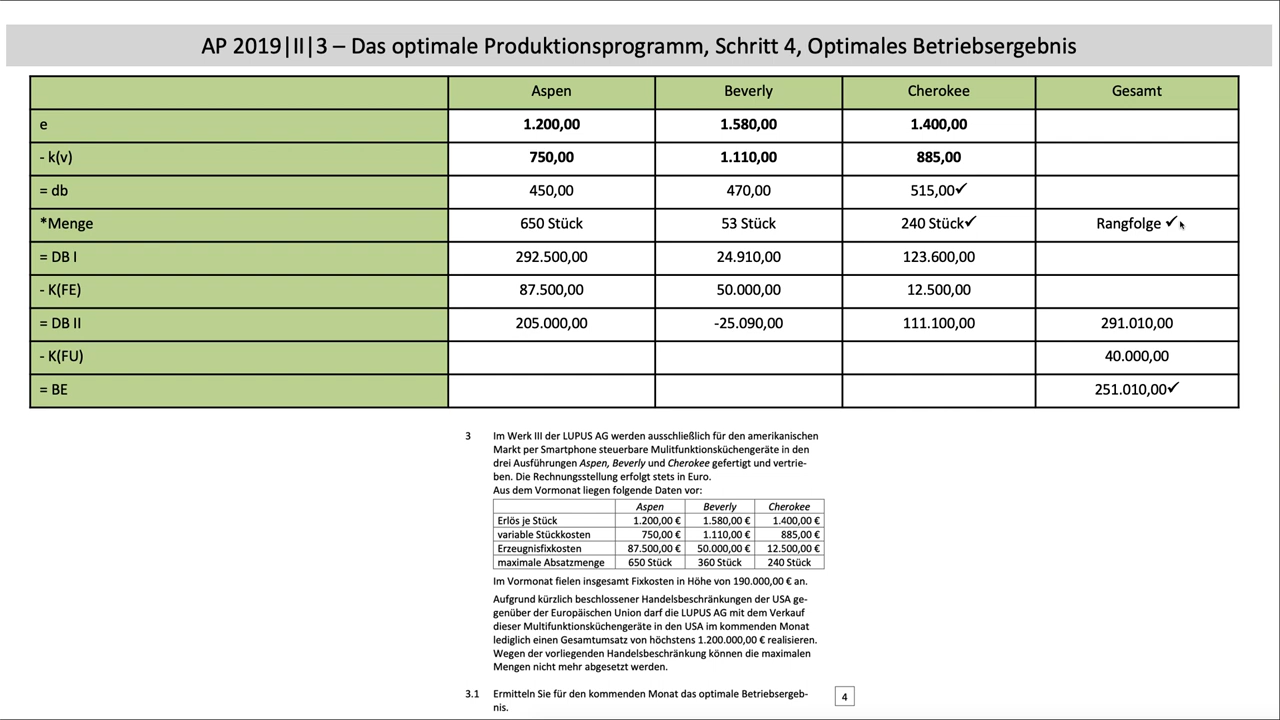 AP 2019|II|3 – Das optimale Produktionsprogramm, Schritt 4, Optimales Betriebsergebnis
Aspen Beverly Cherokee Gesamt
e 1.200,00 1.580,00 1.400,00
- k(v) 750,00 1.110,00 885,00
= db 450,00 470,00 515,00✓
*Menge 650 Stück 53 Stück 240 Stück✓ Rangfolge ✓
= DB I 292.500,00 24.910,00 123.600,00
- K(FE) 87.500,00 50.000,00 12.500,00
= DB II 205.000,00 -25.090,00 111.100,00 291.010,00
- K(FU) 40.000,00
= BE 251.010,00✓
3 Im Werk III der LUPUS AG werden ausschließlich für den amerikanischen
Markt per Smartphone steuerbare Mulitfunktionsküchengeräte in den
drei Ausführungen Aspen, Beverly und Cherokee gefertigt und vertrie-
ben. Die Rechnungsstellung erfolgt stets in Euro.
Aus dem Vormonat liegen folgende Daten vor:
Aspen Beverly Cherokee
Erlös je Stück 1.200,00 € 1.580,00 € 1.400,00 €
variable Stückkosten 750,00 € 1.110,00 € 885,00 €
Erzeugnisfixkosten 87.500,00 € 50.000,00 € 12.500,00 €
maximale Absatzmenge 650 Stück 360 Stück 240 Stück
Im Vormonat fielen insgesamt Fixkosten in Höhe von 190.000,00 € an.
Aufgrund kürzlich beschlossener Handelsbeschränkungen der USA ge-
genüber der Europäischen Union darf die LUPUS AG mit dem Verkauf
dieser Multifunktionsküchengeräte in den USA im kommenden Monat
lediglich einen Gesamtumsatz von höchstens 1.200.000,00 € realisieren.
Wegen der vorliegenden Handelsbeschränkung können die maximalen
Mengen nicht mehr abgesetzt werden.
3.1 Ermitteln Sie für den kommenden Monat das optimale Betriebsergeb- 4
nis.